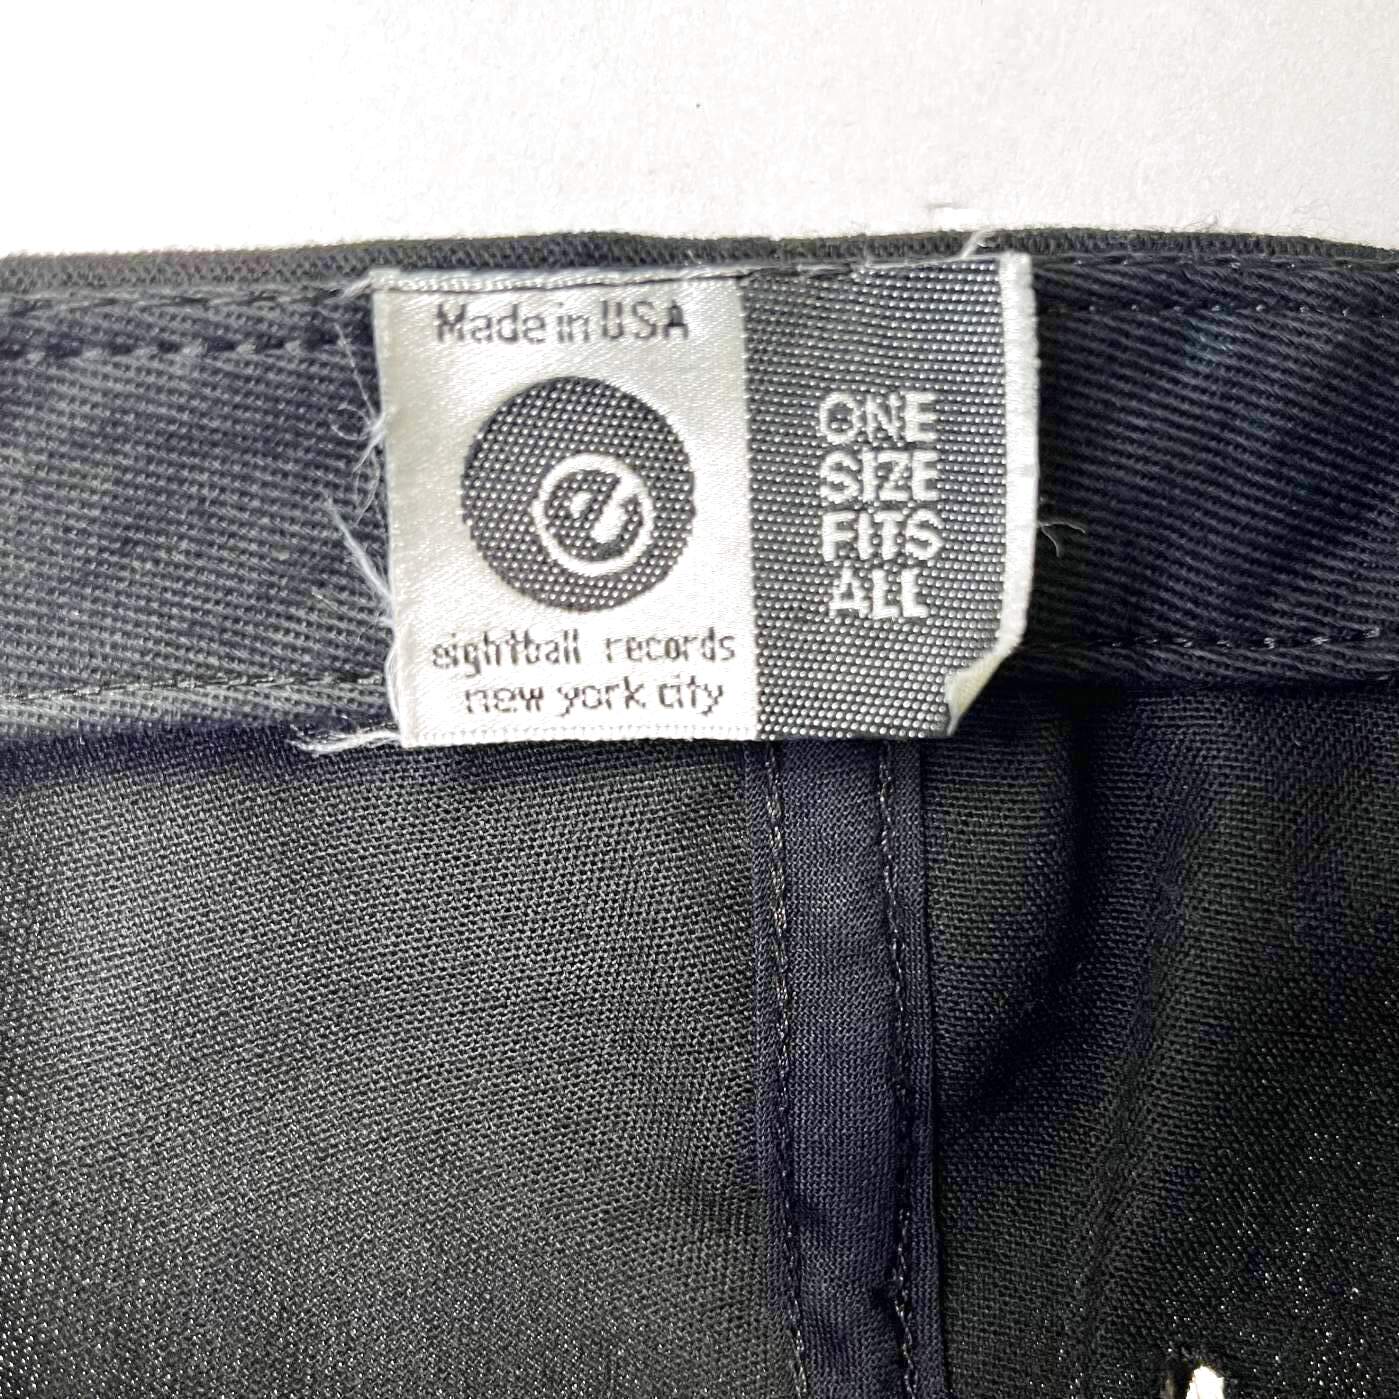 Made in USA
e
eightball records
new york city
ONE
SIZE
FITS
ALL